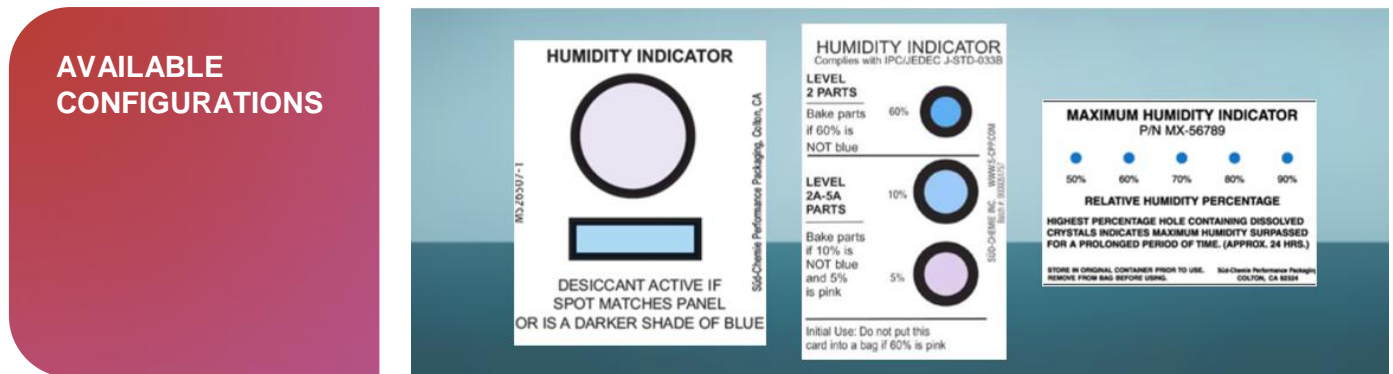 AVAILABLE
CONFIGURATIONS
HUMIDITY INDICATOR
MS26507-1
Süd-Chemie Performance Packaging, Colton, CA
DESICCANT ACTIVE IF
SPOT MATCHES PANEL
OR IS A DARKER SHADE OF BLUE
HUMIDITY INDICATOR
Complies with IPC/JEDEC J-STD-033B
LEVEL
2 PARTS
Bake parts
if 60% is
NOT blue
60%
LEVEL
2A-5A
PARTS
Bake parts
if 10% is
NOT blue
and 5%
is pink
10%
5%
SÜD-CHEMIE INC. WWW.S-CPP.COM
Initial Use: Do not put this
card into a bag if 60% is pink
MAXIMUM HUMIDITY INDICATOR
P/N MX-56789
50% 60% 70% 80% 90%
RELATIVE HUMIDITY PERCENTAGE
HIGHEST PERCENTAGE HOLE CONTAINING DISSOLVED
CRYSTALS INDICATES MAXIMUM HUMIDITY SURPASSED
FOR A PROLONGED PERIOD OF TIME. (APPROX. 24 HRS.)
STORE IN ORIGINAL CONTAINER PRIOR TO USE.
REMOVE FROM BAG BEFORE USING.
Süd-Chemie Performance Packaging
COLTON, CA 92324